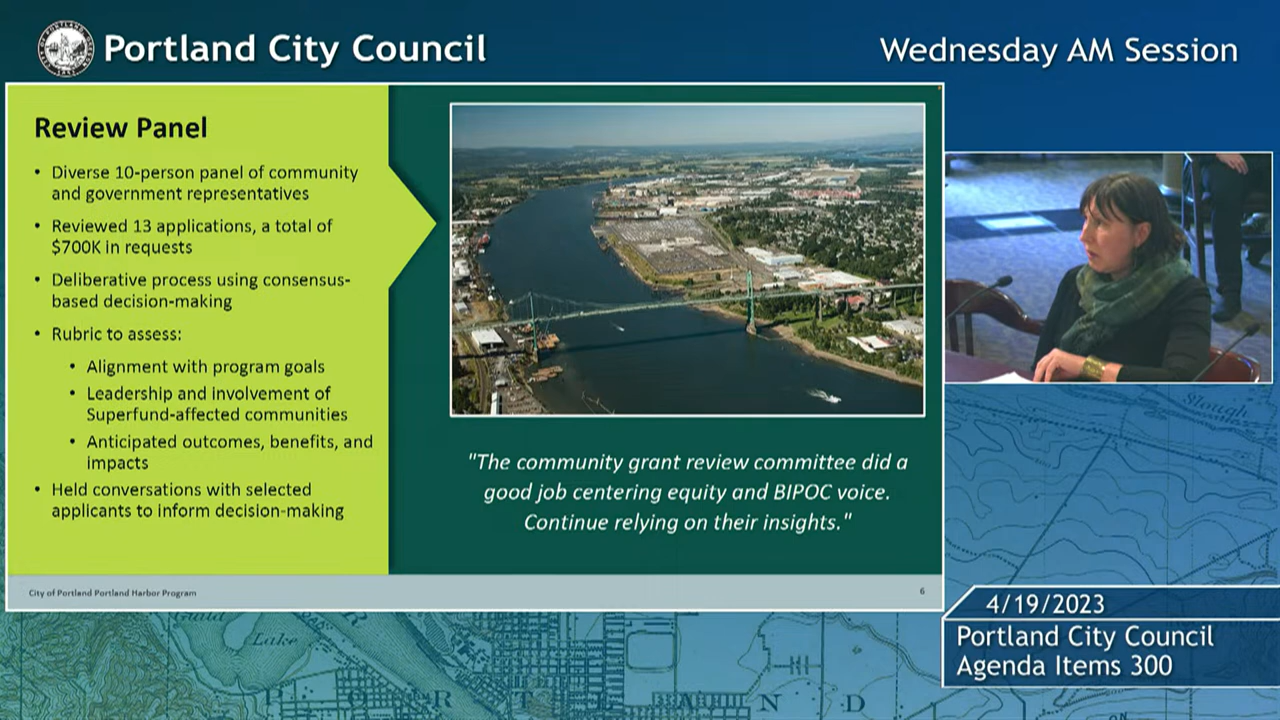 Portland City Council
Wednesday AM Session
Review Panel
• Diverse 10-person panel of community
and government representatives
• Reviewed 13 applications, a total of
$700K in requests
• Deliberative process using consensus-
based decision-making
• Rubric to assess:
• Alignment with program goals
• Leadership and involvement of
Superfund-affected communities
• Anticipated outcomes, benefits, and
impacts
• Held conversations with selected
applicants to inform decision-making
"The community grant review committee did a
good job centering equity and BIPOC voice.
Continue relying on their insights."
City of Portland Portland Harbor Program
6
Slough
4/19/2023
Portland City Council
Agenda Items 300
Guild
Lake
R T L A N D